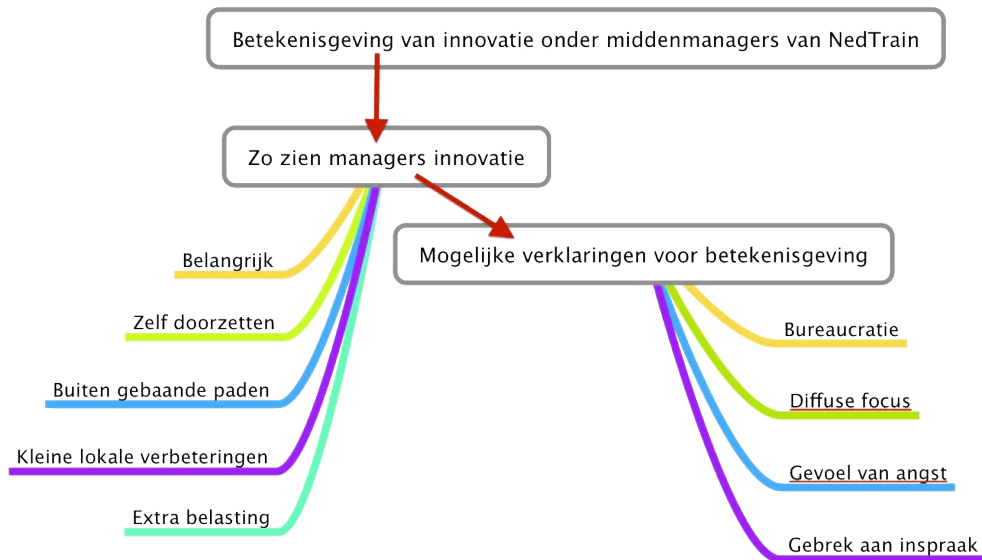 Betekenisgeving van innovatie onder middenmanagers van NedTrain
Zo zien managers innovatie
Belangrijk
Zelf doorzetten
Buiten gebaande paden
Kleine lokale verbeteringen
Extra belasting
Mogelijke verklaringen voor betekenisgeving
Bureaucratie
Diffuse focus
Gevoel van angst
Gebrek aan inspraak